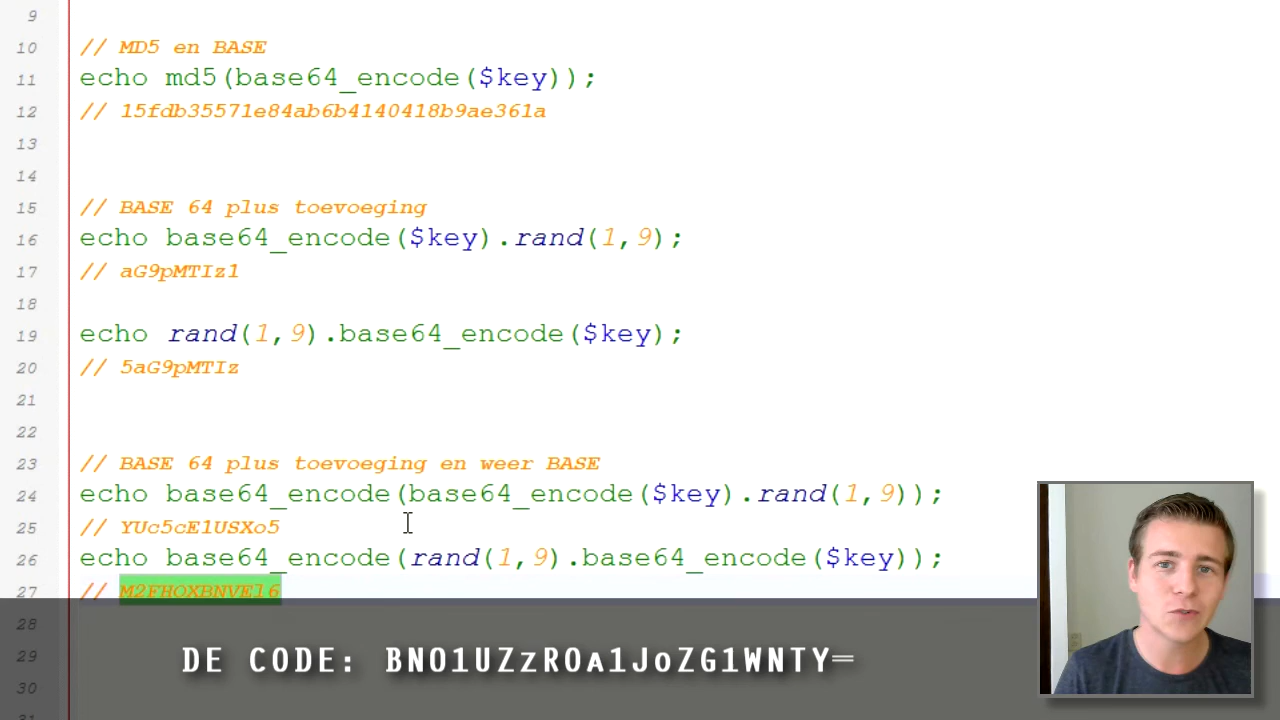 9
10 // MD5 en BASE
11 echo md5(base64_encode($key));
12 // 15fdb35571e84ab6b4140418b9ae361a
13
14
15 // BASE 64 plus toevoeging
16 echo base64_encode($key).rand(1,9);
17 // aG9pMTIz1
18
19 echo rand(1,9).base64_encode($key);
20 // 5aG9pMTIz
21
22
23 // BASE 64 plus toevoeging en weer BASE
24 echo base64_encode(base64_encode($key).rand(1,9));
25 // YUc5cE1USXo5
26 echo base64_encode(rand(1,9).base64_encode($key));
27 // M2FHOXBNVEl6
28
29
30
DE CODE: BNO1UZzROa1JoZG1WNTY=